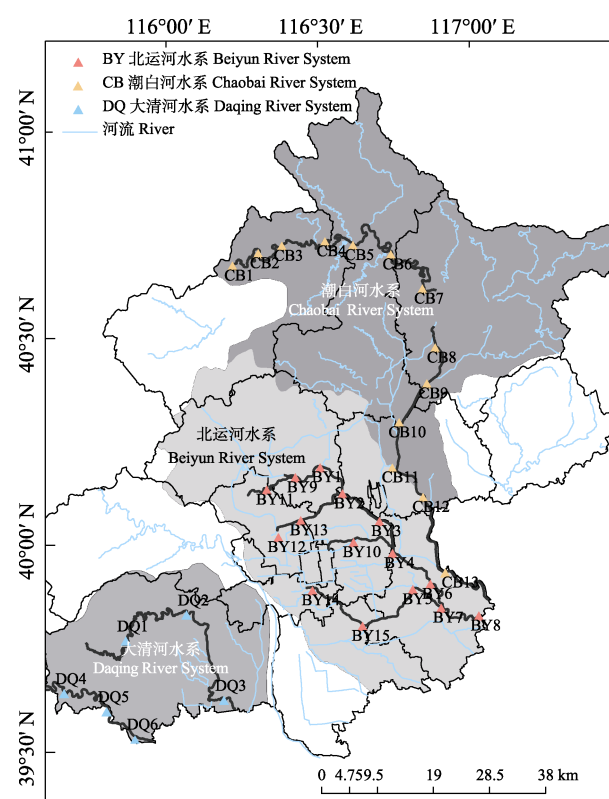 116°00′ E 116°30′ E 117°00′ E
41°00′ N
40°30′ N
40°00′ N
39°30′ N
BY 北运河水系 Beiyun River System
CB 潮白河水系 Chaobai River System
DQ 大清河水系 Daqing River System
河流 River
CB1
CB2
CB3
CB4
CB5
CB6
CB7
潮白河水系
Chaobai River System
CB8
CB9
CB10
CB11
CB12
CB13
北运河水系
Beiyun River System
BY1
BY9
BY11
BY2
BY13
BY3
BY12
BY10
BY4
BY14
BY5
BY6
BY7
BY8
BY15
DQ2
DQ1
大清河水系
Daqing River System
DQ4
DQ5
DQ3
DQ6
0 4.759.5 19 28.5 38 km